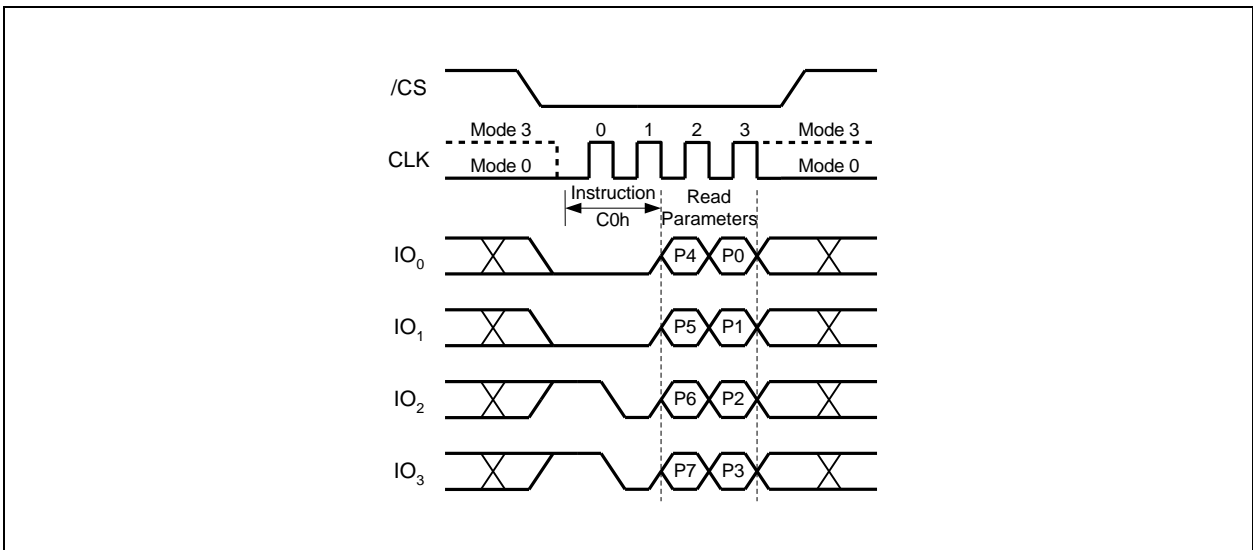 /CS
Mode 3 0 1 2 3 Mode 3
CLK
Mode 0 Mode 0
Instruction Read
C0h Parameters
IO0 P4 P0
IO1 P5 P1
IO2 P6 P2
IO3 P7 P3